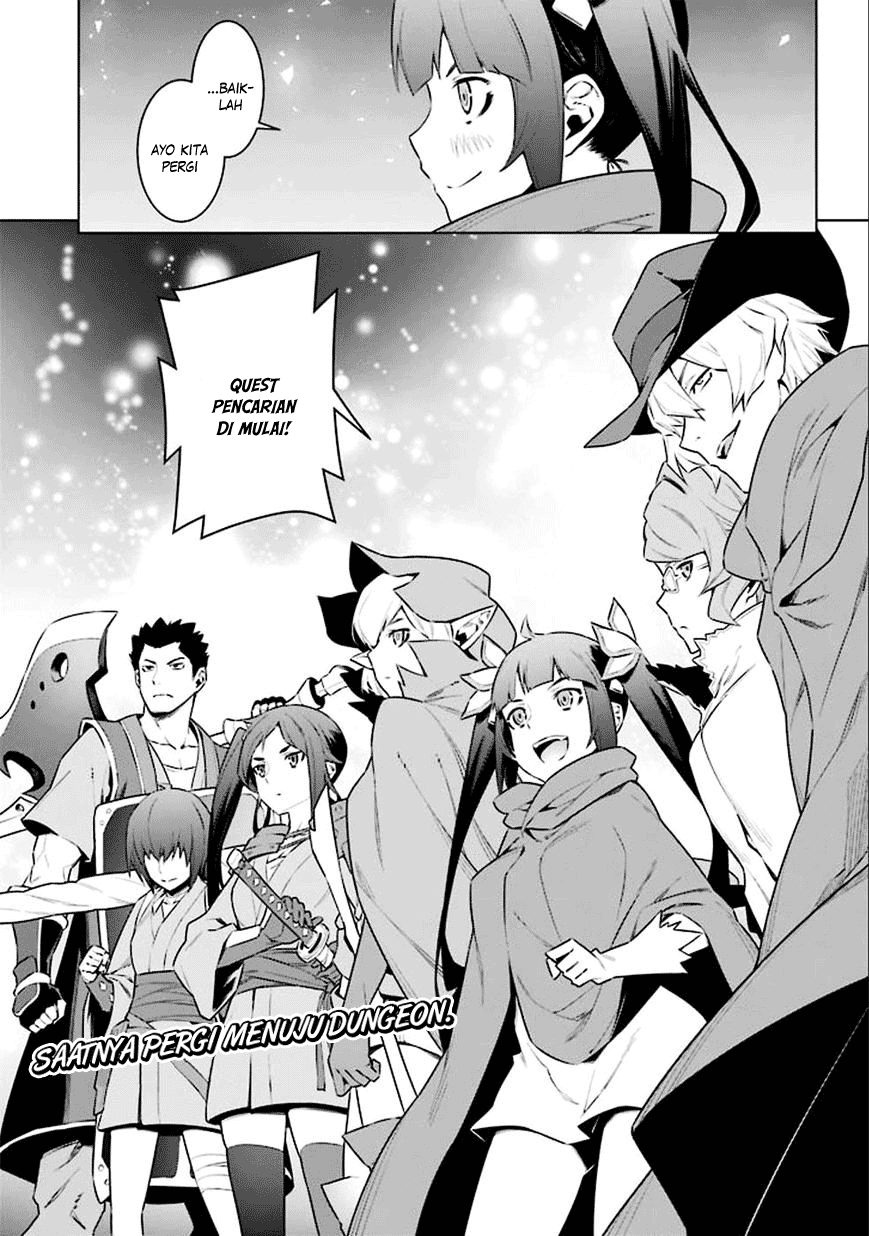 ...BAIK-
LAH
AYO KITA
PERGI
QUEST
PENCARIAN
DI MULAI!
SAATNYA PERGI MENUJU DUNGEON.